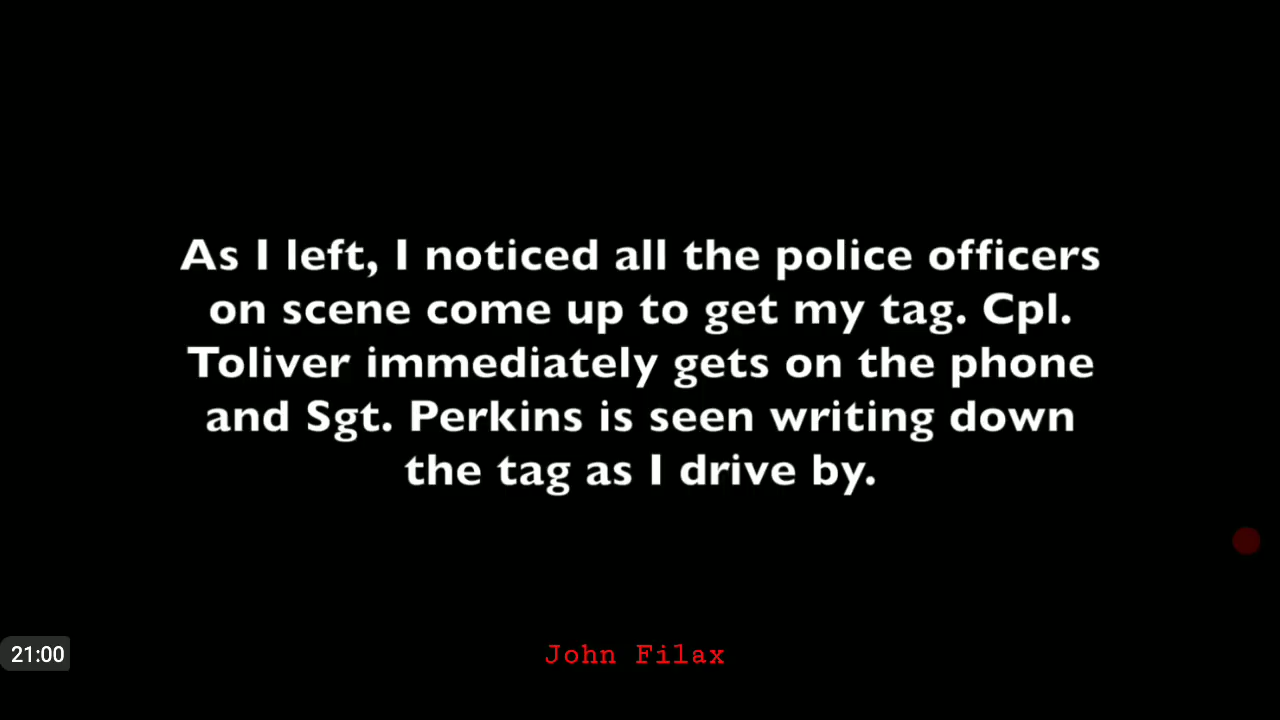 As I left, I noticed all the police officers
on scene come up to get my tag. Cpl.
Toliver immediately gets on the phone
and Sgt. Perkins is seen writing down
the tag as I drive by.
21:00
John Filax